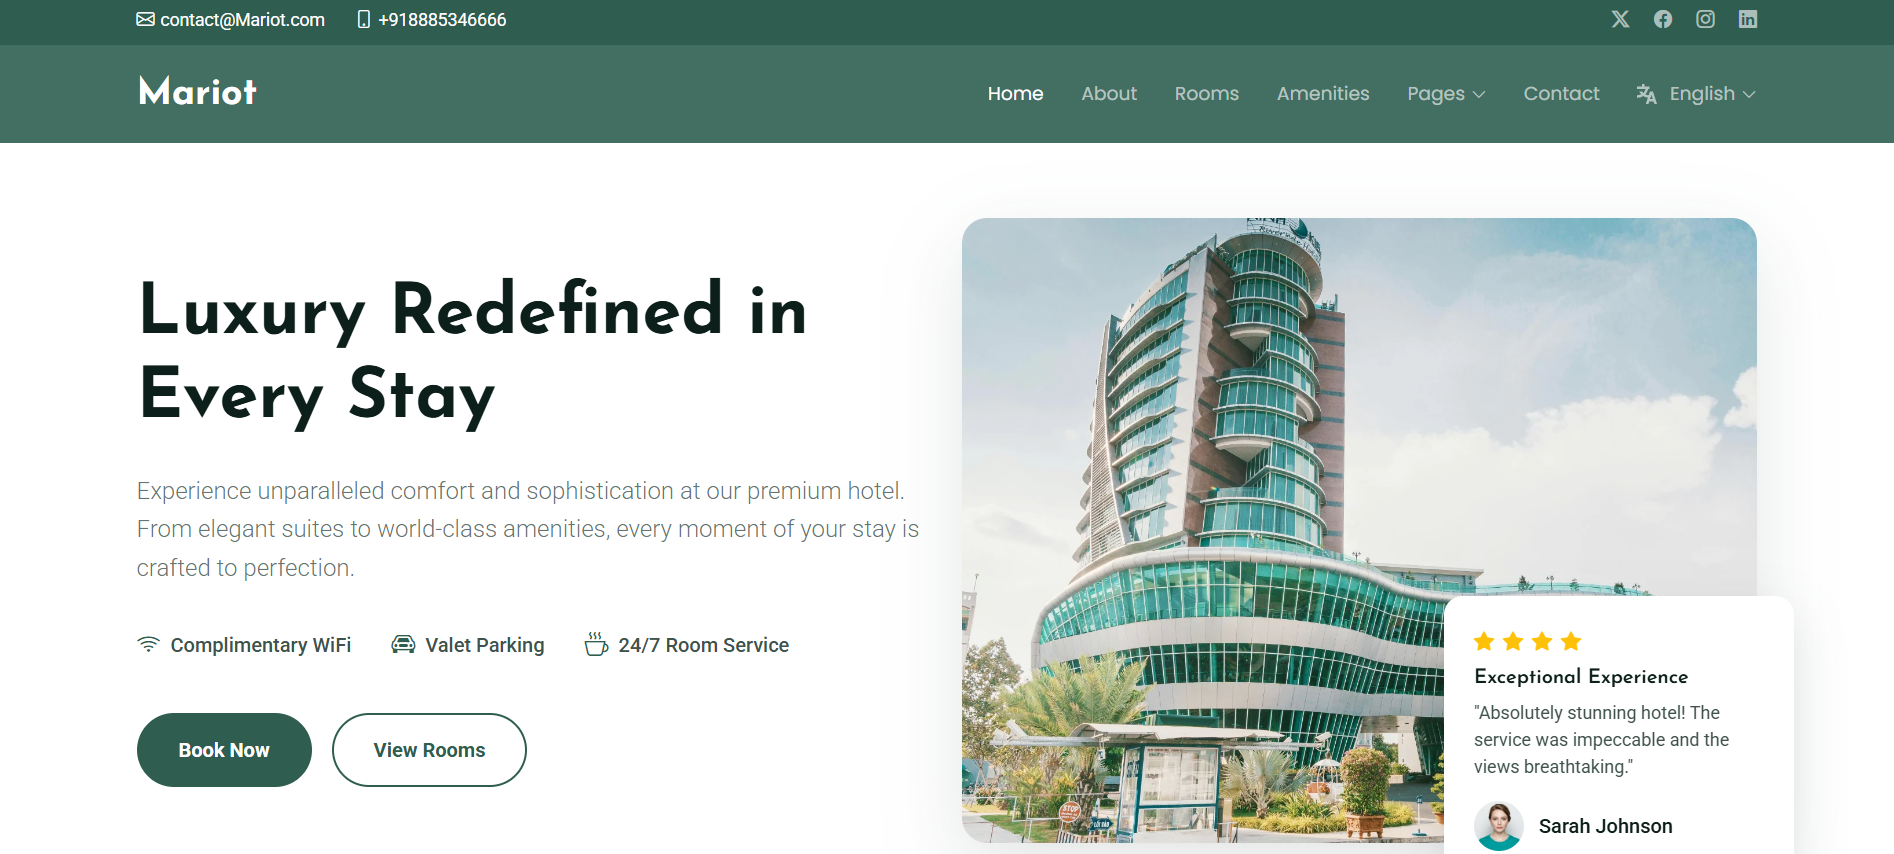 contact@Mariot.com +918885346666
Mariot
Home About Rooms Amenities Pages Contact English
Luxury Redefined in
Every Stay
Experience unparalleled comfort and sophistication at our premium hotel.
From elegant suites to world-class amenities, every moment of your stay is
crafted to perfection.
Complimentary WiFi Valet Parking 24/7 Room Service
Book Now View Rooms
STOP
Exceptional Experience
"Absolutely stunning hotel! The
service was impeccable and the
views breathtaking."
Sarah Johnson